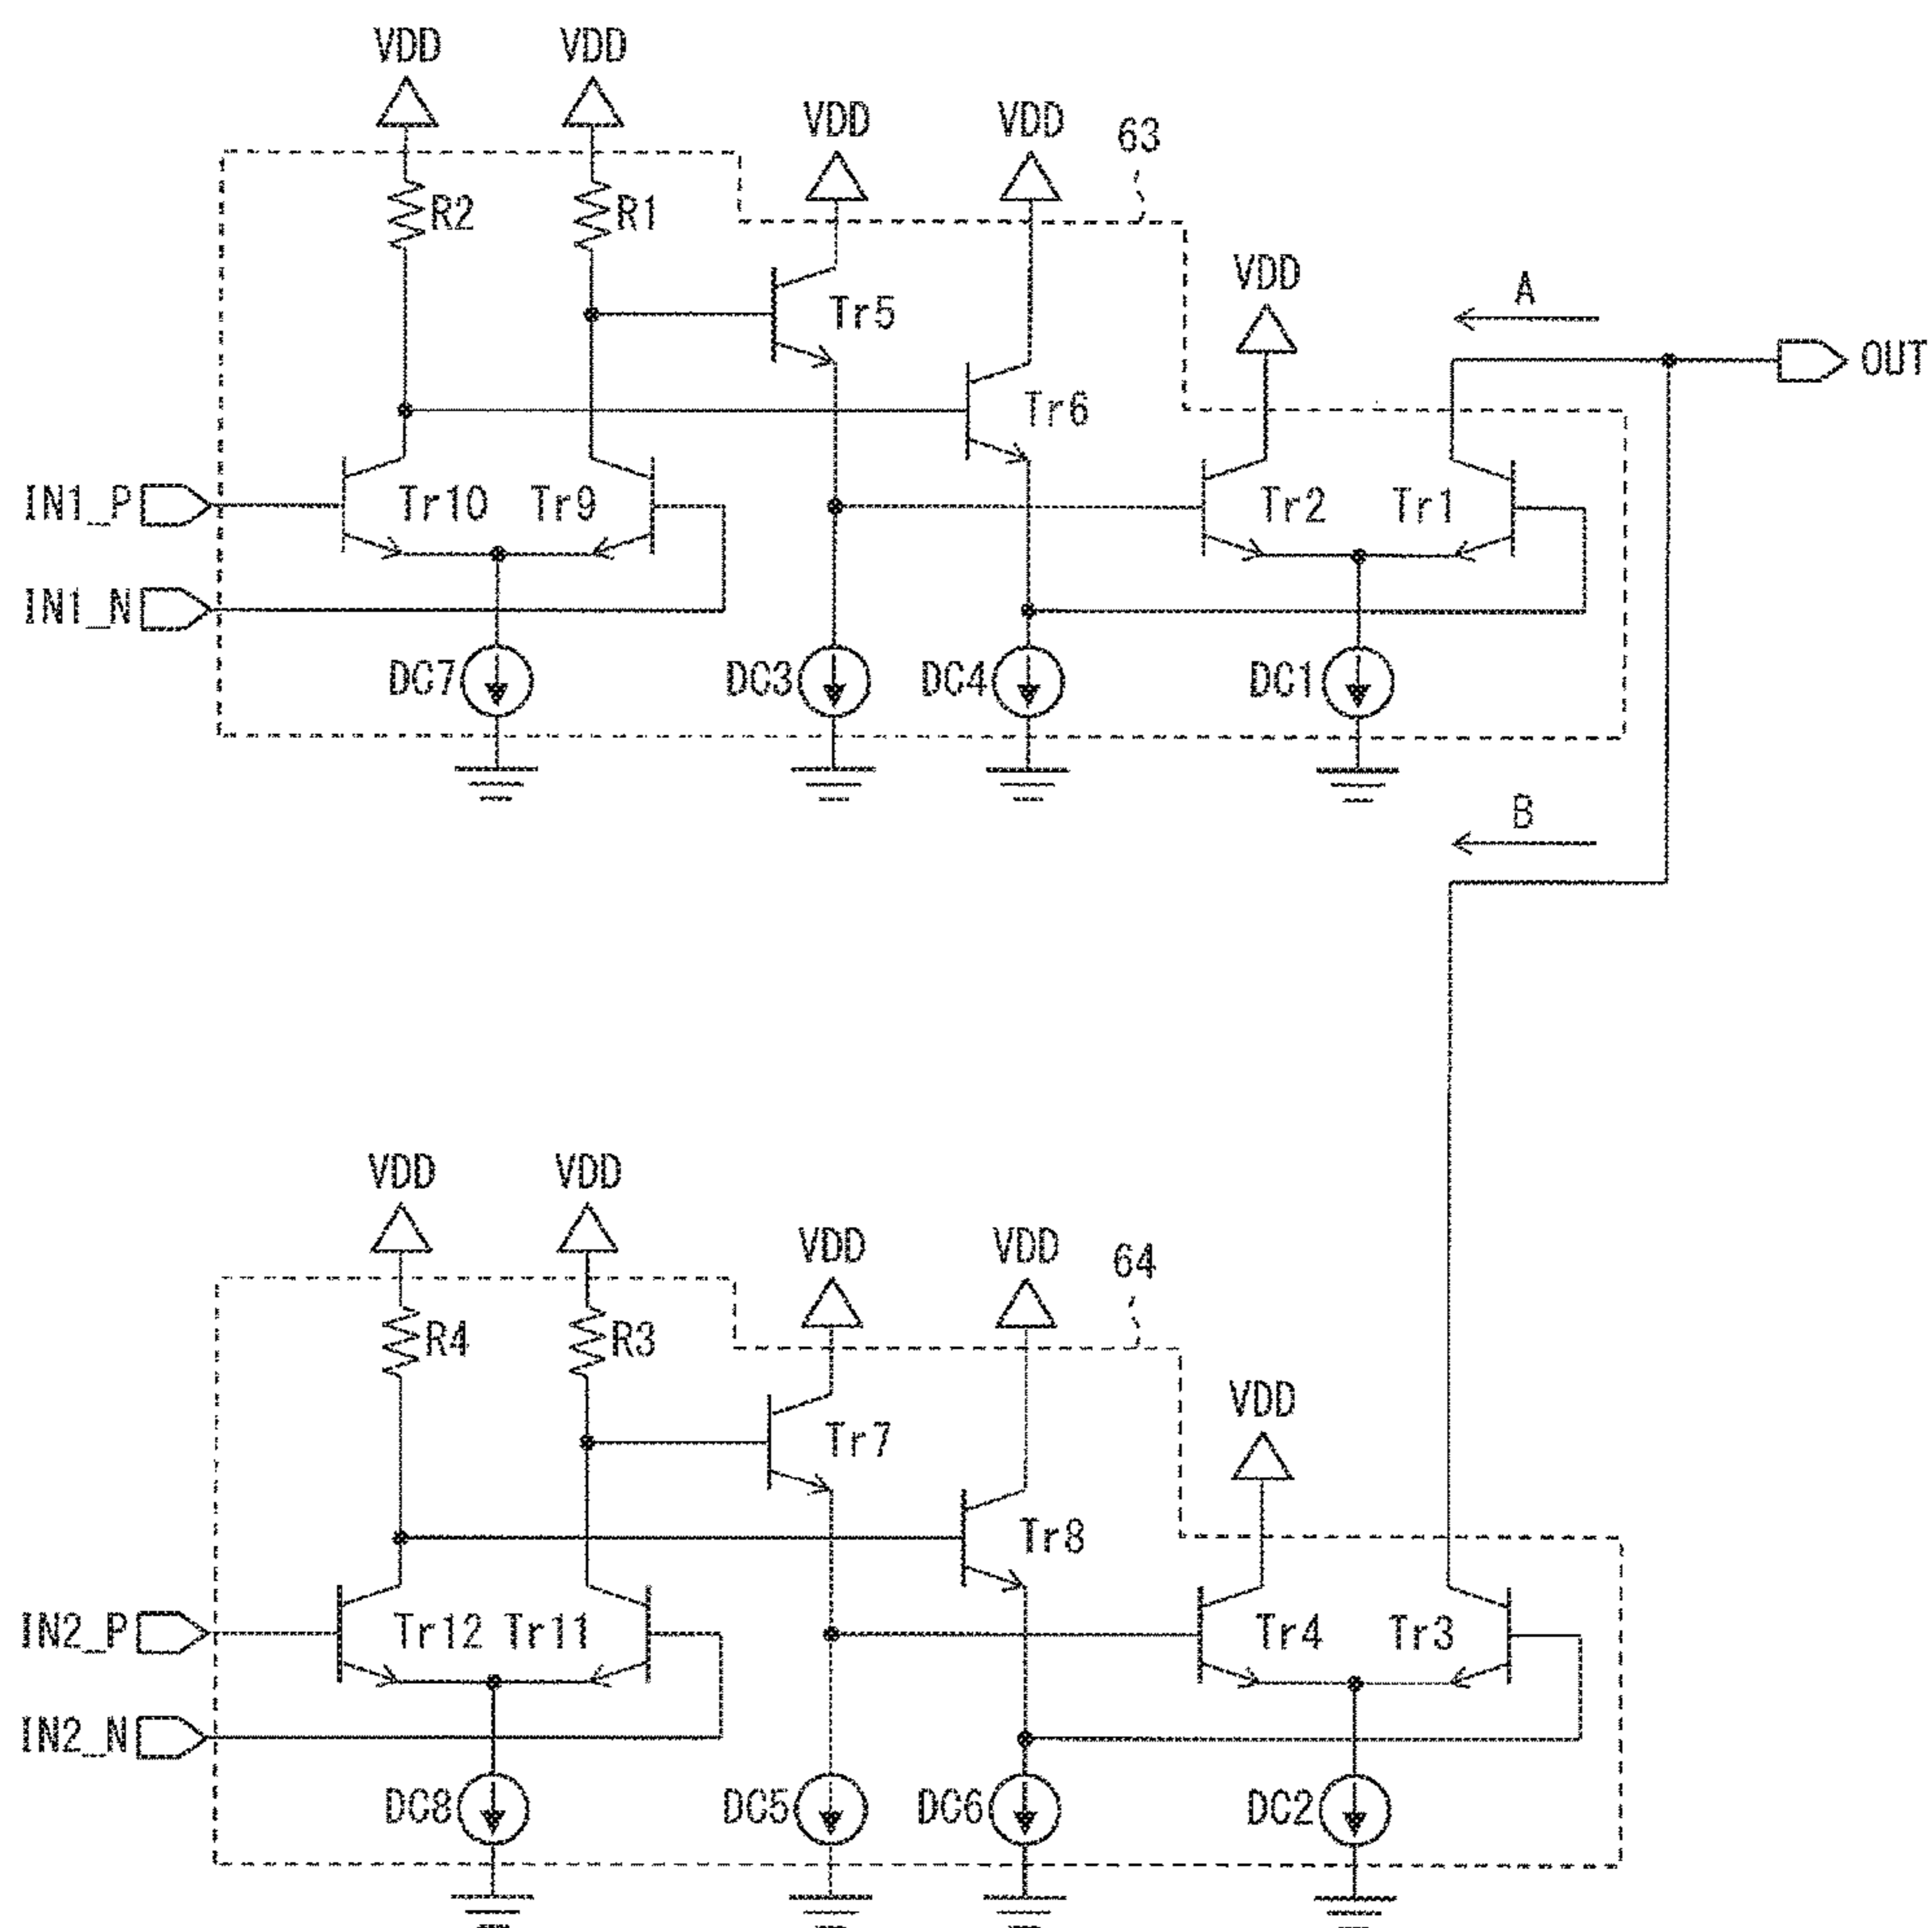 VDD VDD
VDD VDD 63
R2 R1
VDD A
Tr5
OUT
Tr6
IN1_P Tr10 Tr9 Tr2 Tr1
IN1_N
DC7 DC3 DC4 DC1
B
VDD VDD
VDD VDD 64
R4 R3
VDD
Tr7
Tr8
IN2_P Tr12 Tr11 Tr4 Tr3
IN2_N
DC8 DC5 DC6 DC2